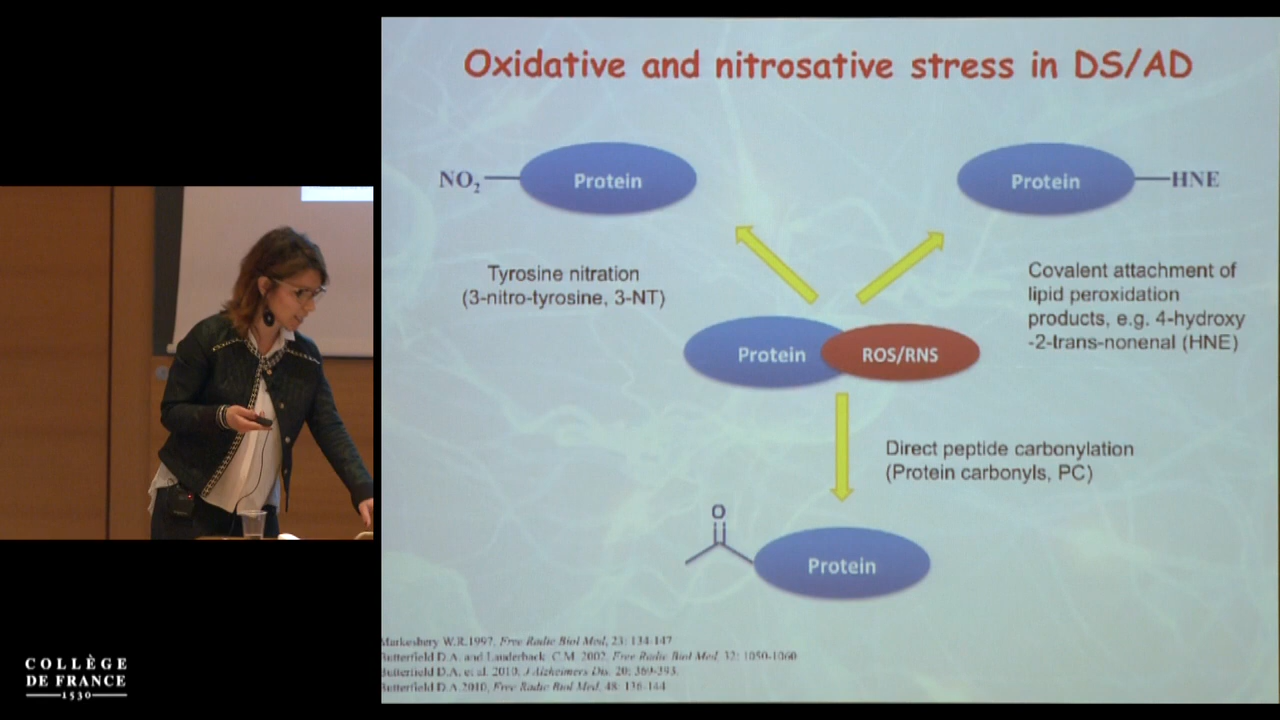 Oxidative and nitrosative stress in DS/AD
NO2
Protein
Protein
HNE
Tyrosine nitration
(3-nitro-tyrosine, 3-NT)
Covalent attachment of
lipid peroxidation
products, e.g. 4-hydroxy
-2-trans-nonenal (HNE)
Protein
ROS/RNS
Direct peptide carbonylation
(Protein carbonyls, PC)
O
Protein
Markesbery W.R.1997, Free Radic Biol Med, 23: 134-147
Butterfield D.A. and Lauderback C.M. 2002, Free Radic Biol Med. 32: 1050-1060
Butterfield D.A. et al. 2010, J Alzheimers Dis. 20: 369-393.
Butterfield D.A.2010, Free Radic Biol Med. 48: 136-144
COLLÈGE
DE FRANCE
1530